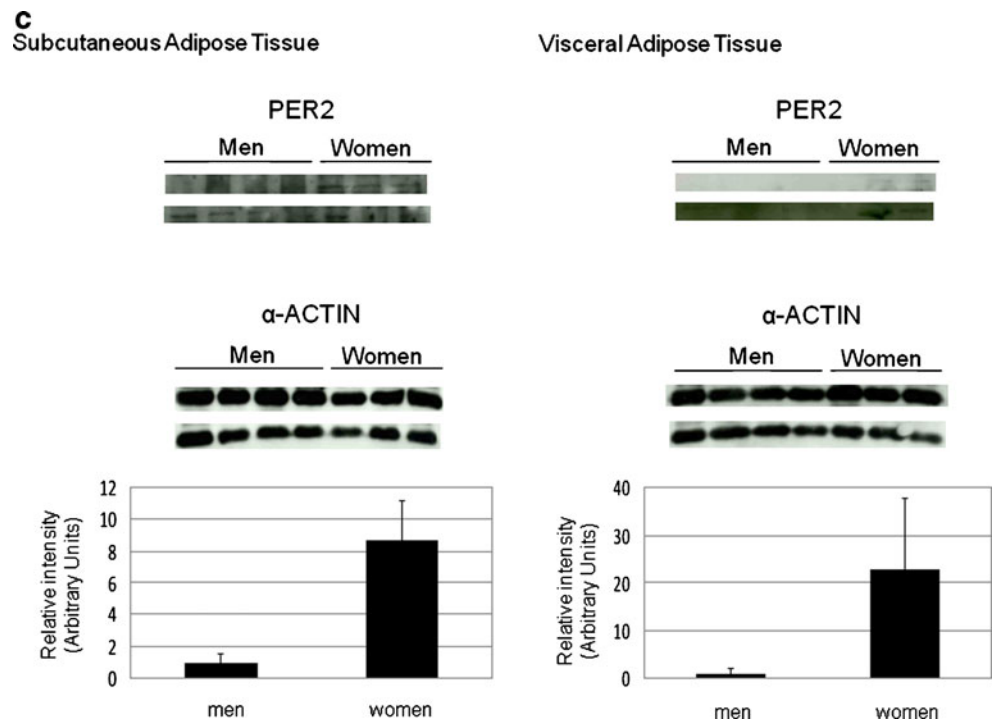 c
Subcutaneous Adipose Tissue
Visceral Adipose Tissue
PER2
Men Women
α-ACTIN
Men Women
12
10
8
6
4
2
0
Relative intensity
(Arbitrary Units)
men women
PER2
Men Women
α-ACTIN
Men Women
40
30
20
10
0
Relative intensity
(Arbitrary Units)
men women